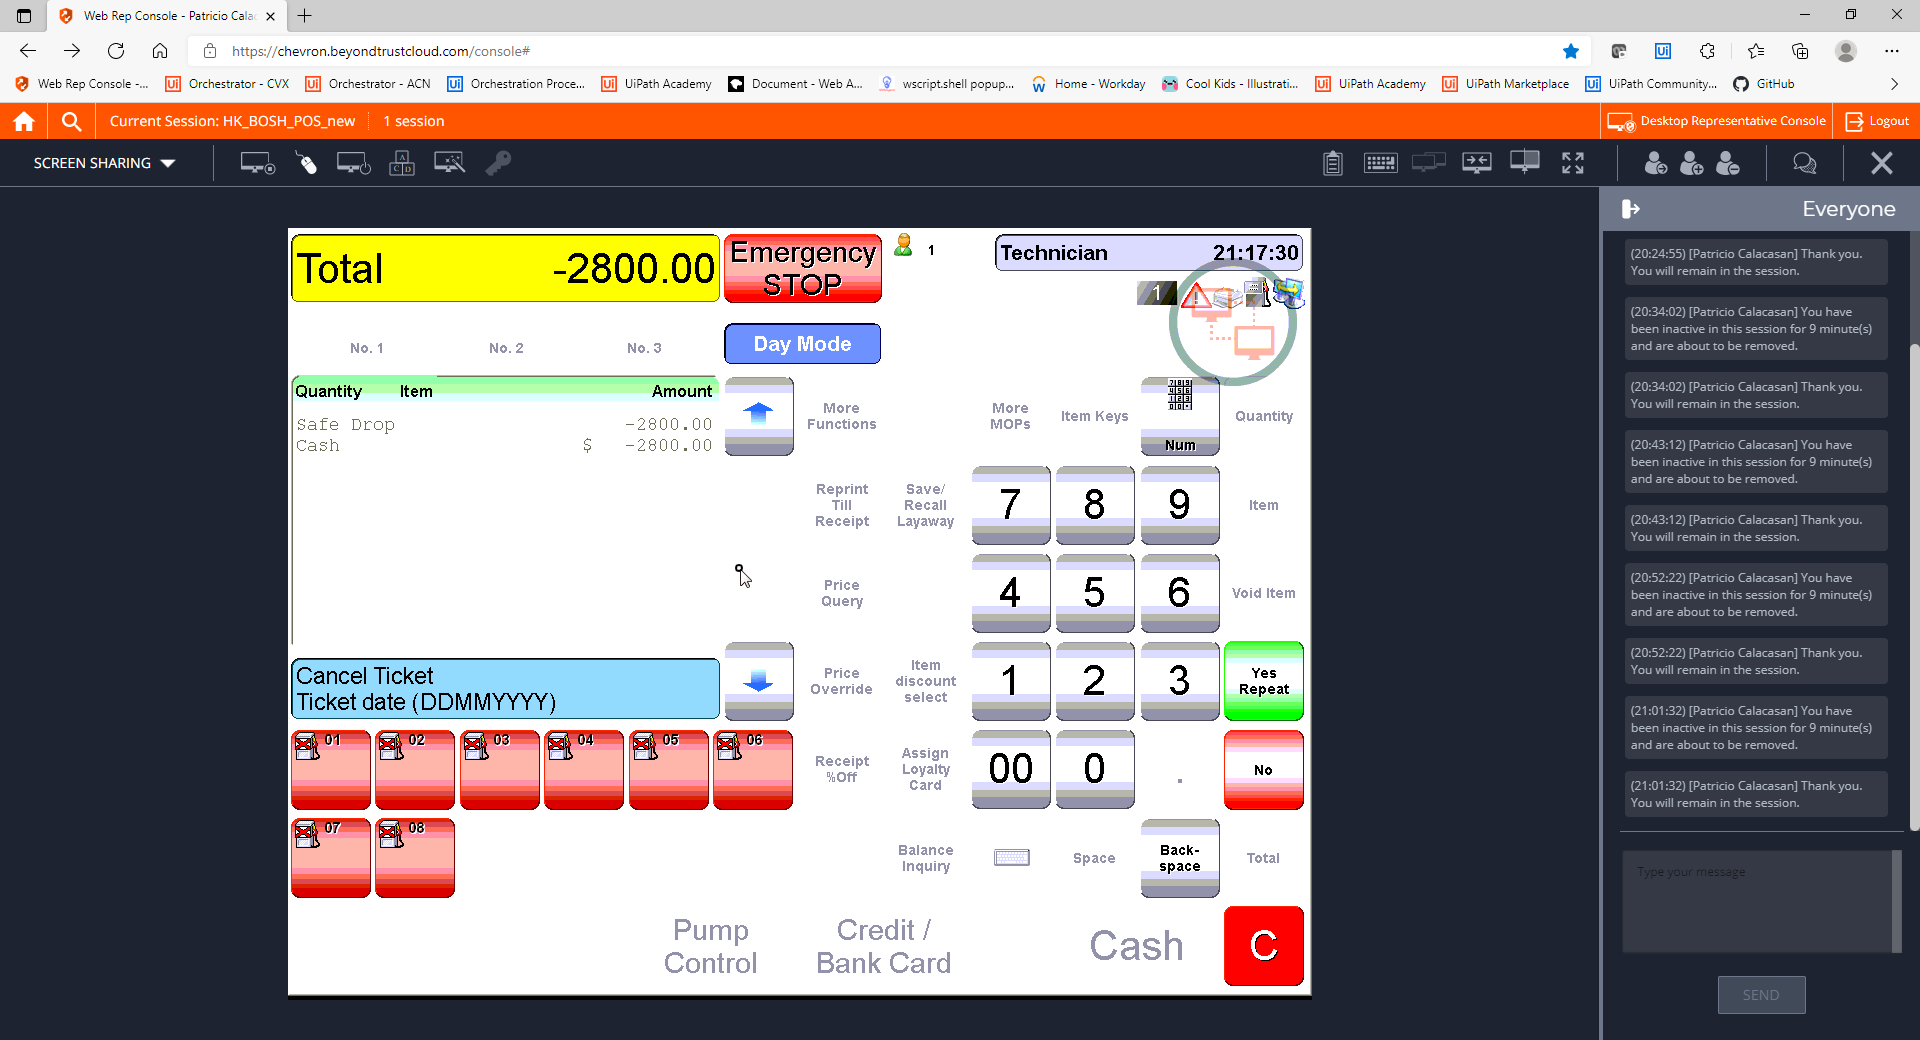 Web Rep Console - Patricio Cala
https://chevron.beyondtrustcloud.com/console#
Web Rep Console -...
Orchestrator - CVX
Orchestrator - ACN
Orchestration Proce...
UiPath Academy
Document - Web A...
wscript.shell popup...
Home - Workday
Cool Kids - Illustrati...
UiPath Academy
UiPath Marketplace
UiPath Community...
GitHub
Current Session: HK_BOSH_POS_new
1 session
Desktop Representative Console
Logout
SCREEN SHARING
Everyone
Total -2800.00
Emergency
STOP
1
Technician 21:17:30
1
No. 1
No. 2
No. 3
Day Mode
Quantity Item Amount
Safe Drop -2800.00
Cash $ -2800.00
More
Functions
More
MOPs
Item Keys
Num
Quantity
Reprint
Till
Receipt
Save/
Recall
Layaway
7
8
9
Item
Price
Query
4
5
6
Void Item
Cancel Ticket
Ticket date (DDMMYYYY)
Price
Override
Item
discount
select
1
2
3
Yes
Repeat
01
02
03
04
05
06
Receipt
%Off
Assign
Loyalty
Card
00
0
.
No
07
08
Balance
Inquiry
Space
Back-
space
Total
Pump
Control
Credit /
Bank Card
Cash
C
(20:24:55) [Patricio Calacasan] Thank you.
You will remain in the session.
(20:34:02) [Patricio Calacasan] You have
been inactive in this session for 9 minute(s)
and are about to be removed.
(20:34:02) [Patricio Calacasan] Thank you.
You will remain in the session.
(20:43:12) [Patricio Calacasan] You have
been inactive in this session for 9 minute(s)
and are about to be removed.
(20:43:12) [Patricio Calacasan] Thank you.
You will remain in the session.
(20:52:22) [Patricio Calacasan] You have
been inactive in this session for 9 minute(s)
and are about to be removed.
(20:52:22) [Patricio Calacasan] Thank you.
You will remain in the session.
(21:01:32) [Patricio Calacasan] You have
been inactive in this session for 9 minute(s)
and are about to be removed.
(21:01:32) [Patricio Calacasan] Thank you.
You will remain in the session.
Type your message
SEND